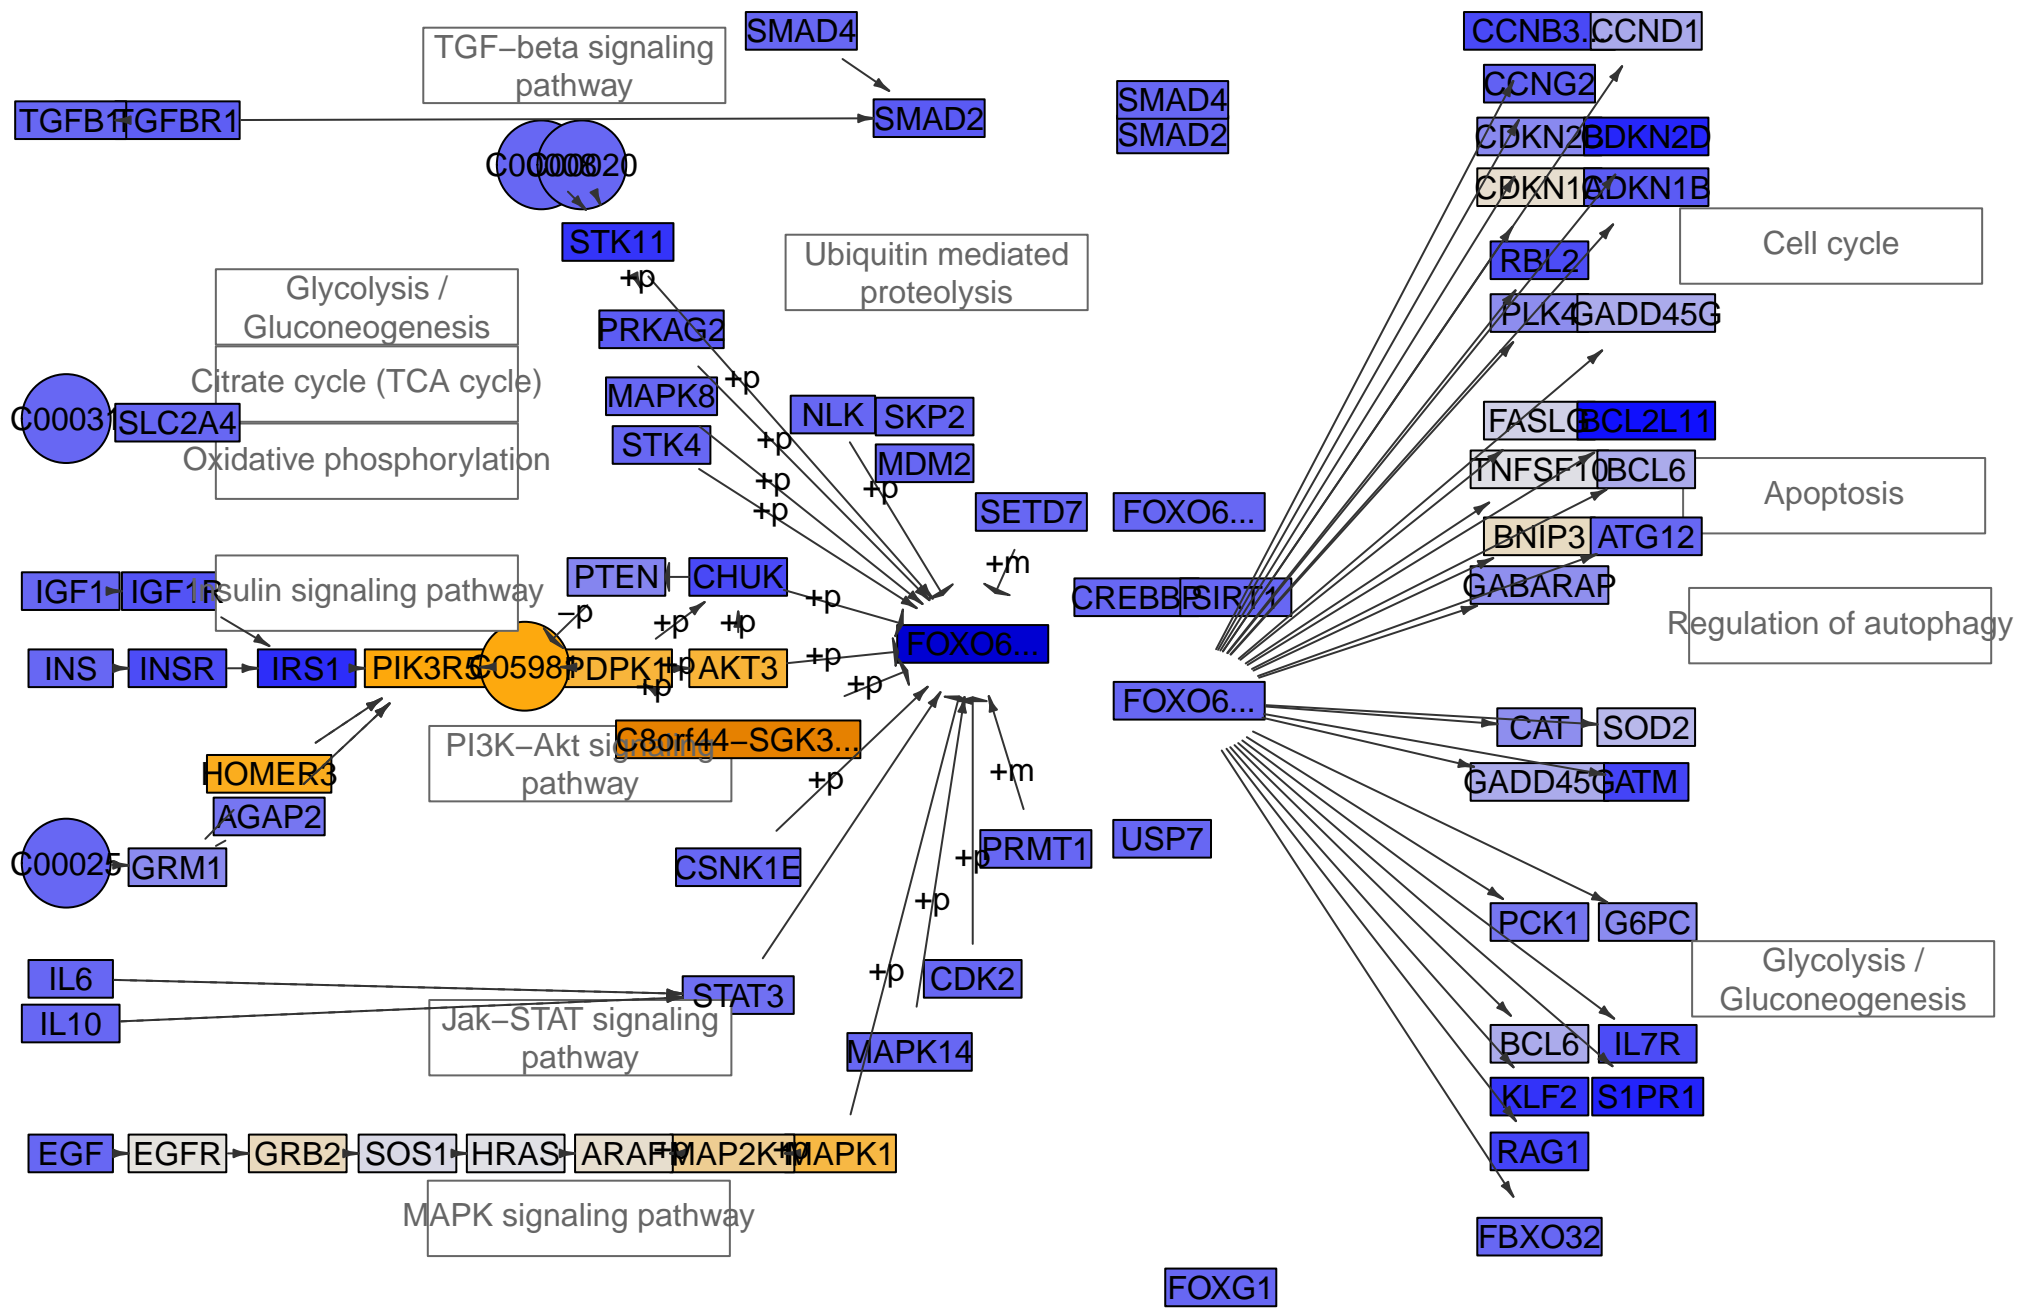 SMAD4
CCNB3...
CCND1
TGF−beta signaling
pathway
CCNG2
SMAD4
TGFB1
TGFBR1
SMAD2
SMAD2
CDKN2B
CDKN2D
C00020
CDKN1A
CDKN1B
STK11
Ubiquitin mediated
proteolysis
Cell cycle
+p
RBL2
Glycolysis /
Gluconeogenesis
PRKAG2
PLK4
GADD45G
Citrate cycle (TCA cycle)
+p
MAPK8
NLK
SKP2
C00031
SLC2A4
FASLG
BCL2L11
STK4
+p
Oxidative phosphorylation
MDM2
TNFSF10
BCL6
+p
+p
Apoptosis
+p
SETD7
FOXO6...
BNIP3
ATG12
+m
IGF1
IGF1R
Insulin signaling pathway
PTEN
CHUK
GABARAP
−p
+p
CREBBP
SIRT1
+p
+p
Regulation of autophagy
FOXO6...
INS
INSR
IRS1
PIK3R5
C05981
PDPK1
+p
AKT3
+p
+p
+p
FOXO6...
PI3K−Akt signaling
pathway
C8orf44−SGK3...
CAT
SOD2
HOMER3
+p
+m
GADD45G
ATM
AGAP2
USP7
C00025
GRM1
CSNK1E
+p
PRMT1
+p
PCK1
G6PC
IL6
+p
CDK2
Glycolysis /
Gluconeogenesis
STAT3
IL10
Jak−STAT signaling
pathway
MAPK14
BCL6
IL7R
KLF2
S1PR1
EGF
EGFR
GRB2
SOS1
HRAS
ARAF
+p
MAP2K1
+p
MAPK1
RAG1
MAPK signaling pathway
FBXO32
FOXG1